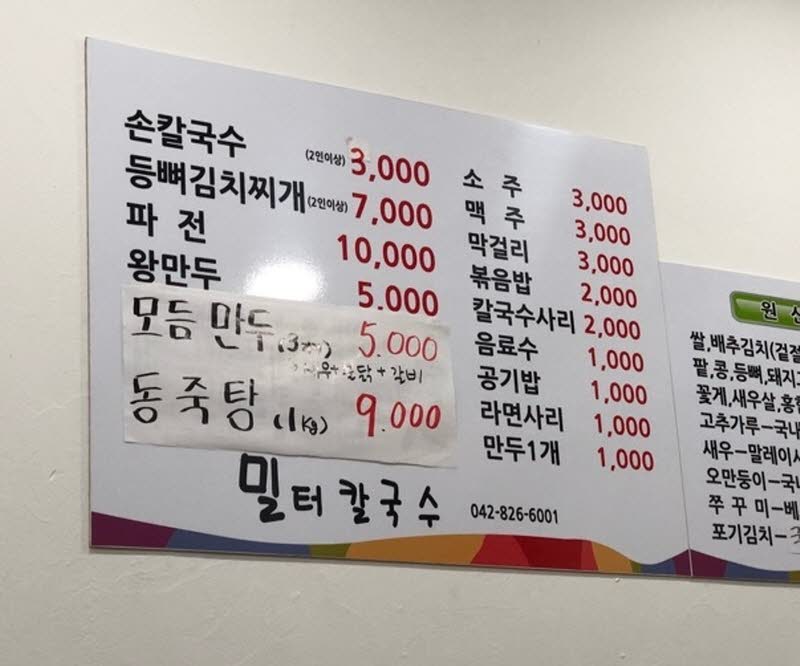 손칼국수 (2인이상) 3,000
등뼈김치찌개 (2인이상) 7,000
파 전 10,000
왕만두 5.000
모듬만두 5.000
+ 갈비
동죽탕 (1kg) 9.000
밀터칼국수 042-826-6001
소 주 3,000
맥 주 3,000
막걸리 3,000
볶음밥 2,000
칼국수사리 2,000
음료수 1,000
공기밥 1,000
라면사리 1,000
만두1개 1,000
원
쌀,배추김치(겉절
팥,콩,등뼈,돼지
꽃게,새우살,홍
고추가루-국내
새우-말레이시
오만둥이-국내
쭈 꾸 미-베
포기김치-